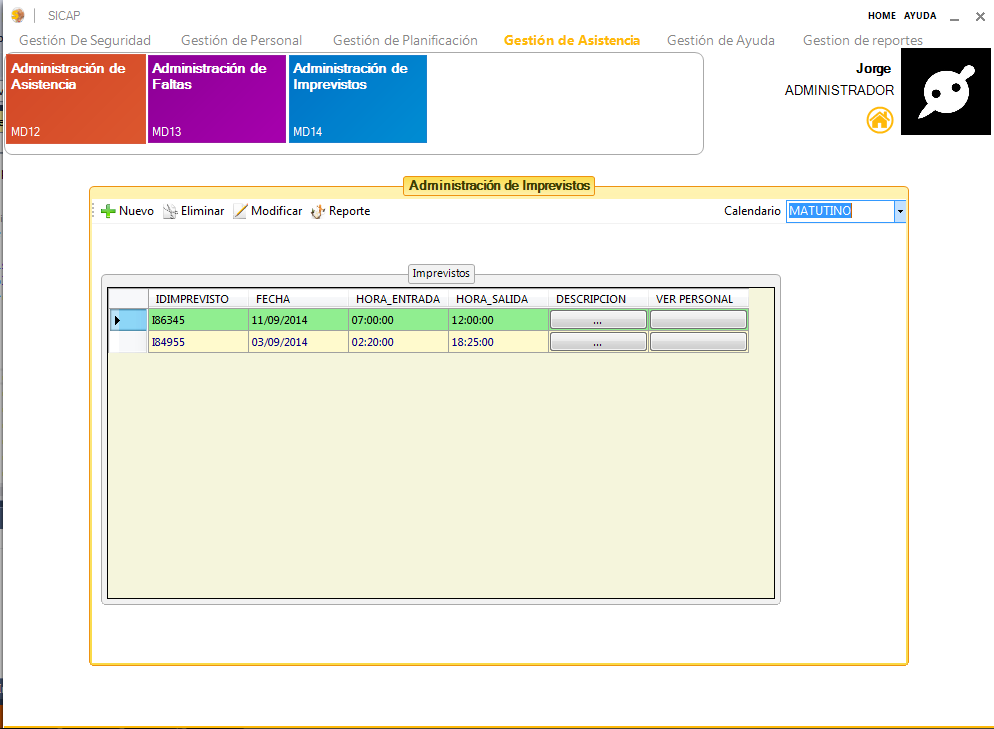 SICAP
HOME AYUDA
Gestión De Seguridad Gestión de Personal Gestión de Planificación Gestión de Asistencia Gestión de Ayuda Gestion de reportes
Administración de Asistencia
MD12
Administración de Faltas
MD13
Administración de Imprevistos
MD14
Jorge
ADMINISTRADOR
Administración de Imprevistos
Nuevo Eliminar Modificar Reporte Calendario MATUTINO
Imprevistos
IDIMPREVISTO FECHA HORA_ENTRADA HORA_SALIDA DESCRIPCION VER PERSONAL
I86345 11/09/2014 07:00:00 12:00:00 ...
I84955 03/09/2014 02:20:00 18:25:00 ...